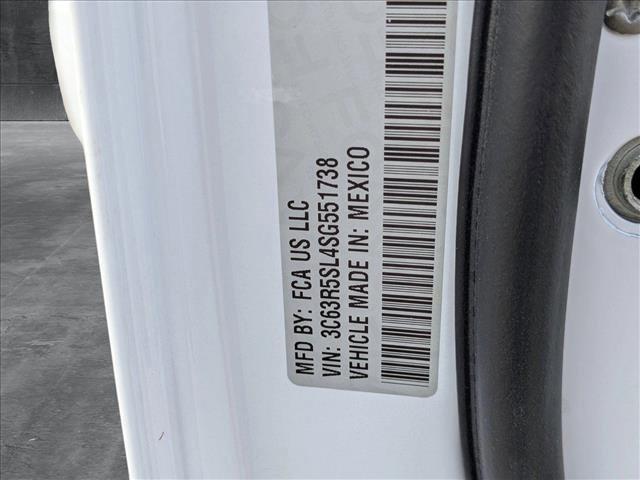 MFD BY: FCA US LLC
VIN: 3C63R5SL4SG551738
VEHICLE MADE IN: MEXICO